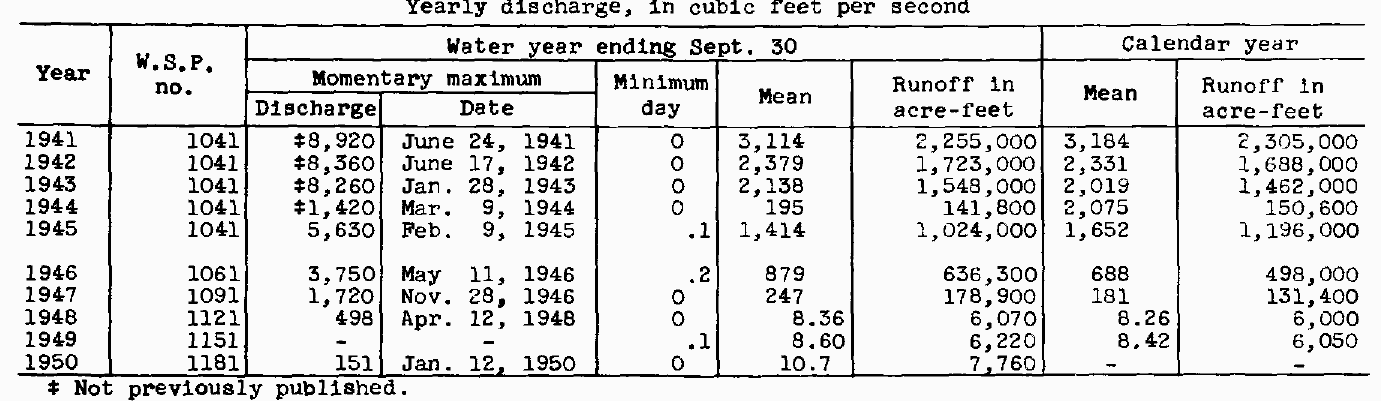 Yearly discharge, in cubic feet per second
Year W.S.P. no. Water year ending Sept. 30 Calendar year
Momentary maximum Minimum day Mean Runoff in acre-feet Mean Runoff in acre-feet
Discharge Date
1941 1041 ‡8,920 June 24, 1941 0 3,114 2,255,000 3,184 2,305,000
1942 1041 ‡8,360 June 17, 1942 0 2,379 1,723,000 2,331 1,688,000
1943 1041 ‡8,260 Jan. 28, 1943 0 2,138 1,548,000 2,019 1,462,000
1944 1041 ‡1,420 Mar. 9, 1944 0 195 141,800 2,075 150,600
1945 1041 5,630 Feb. 9, 1945 .1 1,414 1,024,000 1,652 1,196,000
1946 1061 3,750 May 11, 1946 .2 879 636,300 688 498,000
1947 1091 1,720 Nov. 28, 1946 0 247 178,900 181 131,400
1948 1121 498 Apr. 12, 1948 0 8.36 6,070 8.26 6,000
1949 1151 - - .1 8.60 6,220 8.42 6,050
1950 1181 151 Jan. 12, 1950 0 10.7 7,760 - -
‡ Not previously published.